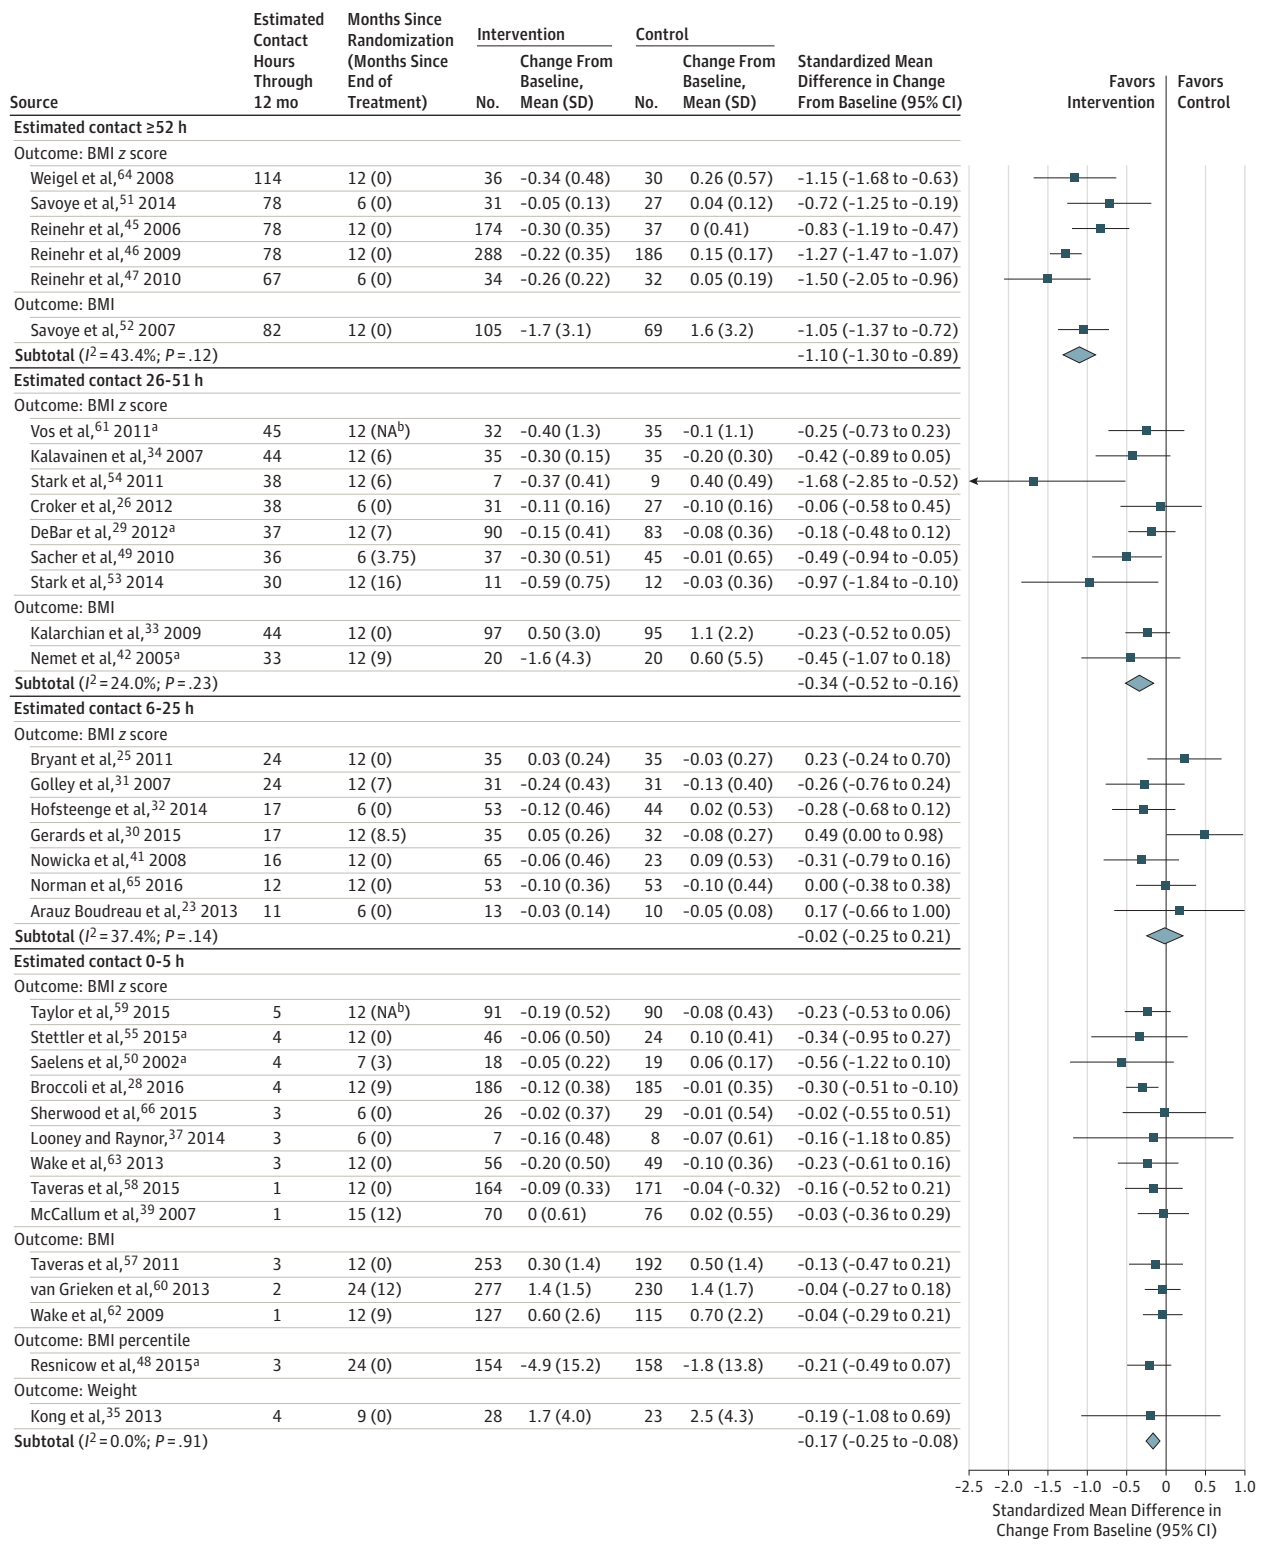 Source | Estimated Contact Hours Through 12 mo | Months Since Randomization (Months Since End of Treatment) | Intervention No. | Intervention Change From Baseline, Mean (SD) | Control No. | Control Change From Baseline, Mean (SD) | Standardized Mean Difference in Change From Baseline (95% CI) | Favors Intervention | Favors Control
Estimated contact ≥52 h
Outcome: BMI z score
Weigel et al,64 2008 114 12 (0) 36 -0.34 (0.48) 30 0.26 (0.57) -1.15 (-1.68 to -0.63)
Savoye et al,51 2014 78 6 (0) 31 -0.05 (0.13) 27 0.04 (0.12) -0.72 (-1.25 to -0.19)
Reinehr et al,45 2006 78 12 (0) 174 -0.30 (0.35) 37 0 (0.41) -0.83 (-1.19 to -0.47)
Reinehr et al,46 2009 78 12 (0) 288 -0.22 (0.35) 186 0.15 (0.17) -1.27 (-1.47 to -1.07)
Reinehr et al,47 2010 67 6 (0) 34 -0.26 (0.22) 32 0.05 (0.19) -1.50 (-2.05 to -0.96)
Outcome: BMI
Savoye et al,52 2007 82 12 (0) 105 -1.7 (3.1) 69 1.6 (3.2) -1.05 (-1.37 to -0.72)
Subtotal (I2 = 43.4%; P = .12) -1.10 (-1.30 to -0.89)
Estimated contact 26-51 h
Outcome: BMI z score
Vos et al,61 2011a 45 12 (NAb) 32 -0.40 (1.3) 35 -0.1 (1.1) -0.25 (-0.73 to 0.23)
Kalavainen et al,34 2007 44 12 (6) 35 -0.30 (0.15) 35 -0.20 (0.30) -0.42 (-0.89 to 0.05)
Stark et al,54 2011 38 12 (6) 7 -0.37 (0.41) 9 0.40 (0.49) -1.68 (-2.85 to -0.52)
Croker et al,26 2012 38 6 (0) 31 -0.11 (0.16) 27 -0.10 (0.16) -0.06 (-0.58 to 0.45)
DeBar et al,29 2012a 37 12 (7) 90 -0.15 (0.41) 83 -0.08 (0.36) -0.18 (-0.48 to 0.12)
Sacher et al,49 2010 36 6 (3.75) 37 -0.30 (0.51) 45 -0.01 (0.65) -0.49 (-0.94 to -0.05)
Stark et al,53 2014 30 12 (16) 11 -0.59 (0.75) 12 -0.03 (0.36) -0.97 (-1.84 to -0.10)
Outcome: BMI
Kalarchian et al,33 2009 44 12 (0) 97 0.50 (3.0) 95 1.1 (2.2) -0.23 (-0.52 to 0.05)
Nemet et al,42 2005a 33 12 (9) 20 -1.6 (4.3) 20 0.60 (5.5) -0.45 (-1.07 to 0.18)
Subtotal (I2 = 24.0%; P = .23) -0.34 (-0.52 to -0.16)
Estimated contact 6-25 h
Outcome: BMI z score
Bryant et al,25 2011 24 12 (0) 35 0.03 (0.24) 35 -0.03 (0.27) 0.23 (-0.24 to 0.70)
Golley et al,31 2007 24 12 (7) 31 -0.24 (0.43) 31 -0.13 (0.40) -0.26 (-0.76 to 0.24)
Hofsteenge et al,32 2014 17 6 (0) 53 -0.12 (0.46) 44 0.02 (0.53) -0.28 (-0.68 to 0.12)
Gerards et al,30 2015 17 12 (8.5) 35 0.05 (0.26) 32 -0.08 (0.27) 0.49 (0.00 to 0.98)
Nowicka et al,41 2008 16 12 (0) 65 -0.06 (0.46) 23 0.09 (0.53) -0.31 (-0.79 to 0.16)
Norman et al,65 2016 12 12 (0) 53 -0.10 (0.36) 53 -0.10 (0.44) 0.00 (-0.38 to 0.38)
Arauz Boudreau et al,23 2013 11 6 (0) 13 -0.03 (0.14) 10 -0.05 (0.08) 0.17 (-0.66 to 1.00)
Subtotal (I2 = 37.4%; P = .14) -0.02 (-0.25 to 0.21)
Estimated contact 0-5 h
Outcome: BMI z score
Taylor et al,59 2015 5 12 (NAb) 91 -0.19 (0.52) 90 -0.08 (0.43) -0.23 (-0.53 to 0.06)
Stettler et al,55 2015a 4 12 (0) 46 -0.06 (0.50) 24 0.10 (0.41) -0.34 (-0.95 to 0.27)
Saelens et al,50 2002a 4 7 (3) 18 -0.05 (0.22) 19 0.06 (0.17) -0.56 (-1.22 to 0.10)
Broccoli et al,28 2016 4 12 (9) 186 -0.12 (0.38) 185 -0.01 (0.35) -0.30 (-0.51 to -0.10)
Sherwood et al,66 2015 3 6 (0) 26 -0.02 (0.37) 29 -0.01 (0.54) -0.02 (-0.55 to 0.51)
Looney and Raynor,37 2014 3 6 (0) 7 -0.16 (0.48) 8 -0.07 (0.61) -0.16 (-1.18 to 0.85)
Wake et al,63 2013 3 12 (0) 56 -0.20 (0.50) 49 -0.10 (0.36) -0.23 (-0.61 to 0.16)
Taveras et al,58 2015 1 12 (0) 164 -0.09 (0.33) 171 -0.04 (-0.32) -0.16 (-0.52 to 0.21)
McCallum et al,39 2007 1 15 (12) 70 0 (0.61) 76 0.02 (0.55) -0.03 (-0.36 to 0.29)
Outcome: BMI
Taveras et al,57 2011 3 12 (0) 253 0.30 (1.4) 192 0.50 (1.4) -0.13 (-0.47 to 0.21)
van Grieken et al,60 2013 2 24 (12) 277 1.4 (1.5) 230 1.4 (1.7) -0.04 (-0.27 to 0.18)
Wake et al,62 2009 1 12 (9) 127 0.60 (2.6) 115 0.70 (2.2) -0.04 (-0.29 to 0.21)
Outcome: BMI percentile
Resnicow et al,48 2015a 3 24 (0) 154 -4.9 (15.2) 158 -1.8 (13.8) -0.21 (-0.49 to 0.07)
Outcome: Weight
Kong et al,35 2013 4 9 (0) 28 1.7 (4.0) 23 2.5 (4.3) -0.19 (-1.08 to 0.69)
Subtotal (I2 = 0.0%; P = .91) -0.17 (-0.25 to -0.08)
-2.5 -2.0 -1.5 -1.0 -0.5 0 0.5 1.0
Standardized Mean Difference in
Change From Baseline (95% CI)